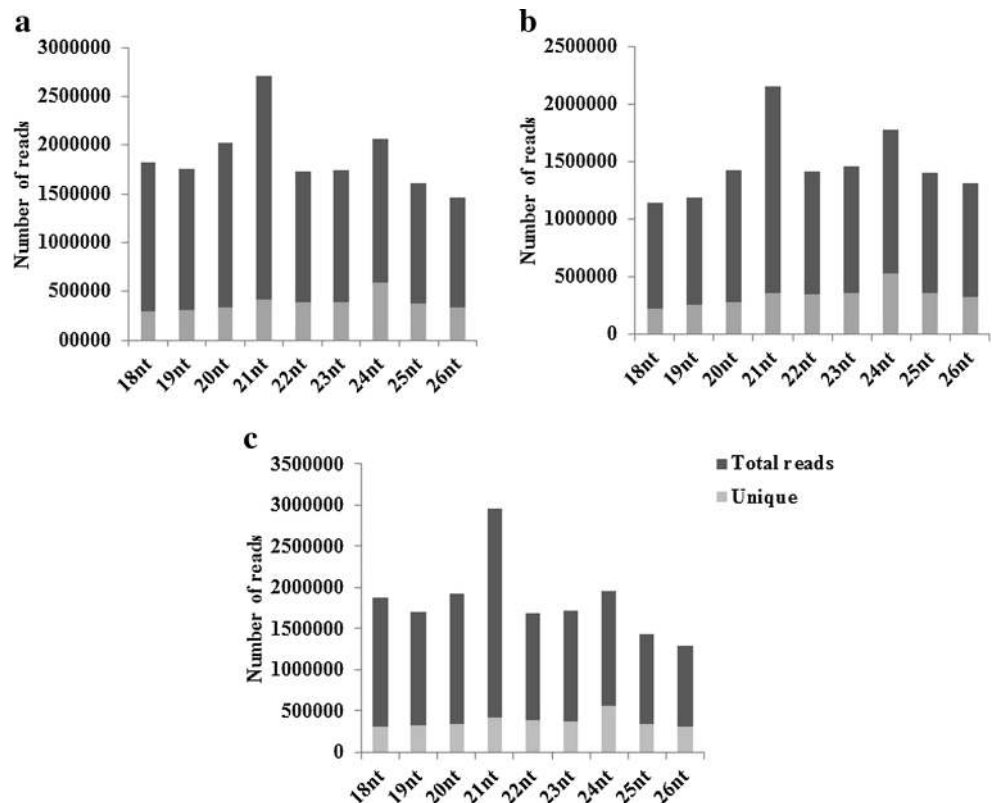 a
3000000
2500000
2000000
1500000
1000000
500000
00000
Number of reads
18nt 19nt 20nt 21nt 22nt 23nt 24nt 25nt 26nt
b
2500000
2000000
1500000
1000000
500000
0
Number of reads
18nt 19nt 20nt 21nt 22nt 23nt 24nt 25nt 26nt
c
3500000
3000000
2500000
2000000
1500000
1000000
500000
0
Number of reads
18nt 19nt 20nt 21nt 22nt 23nt 24nt 25nt 26nt
Total reads
Unique